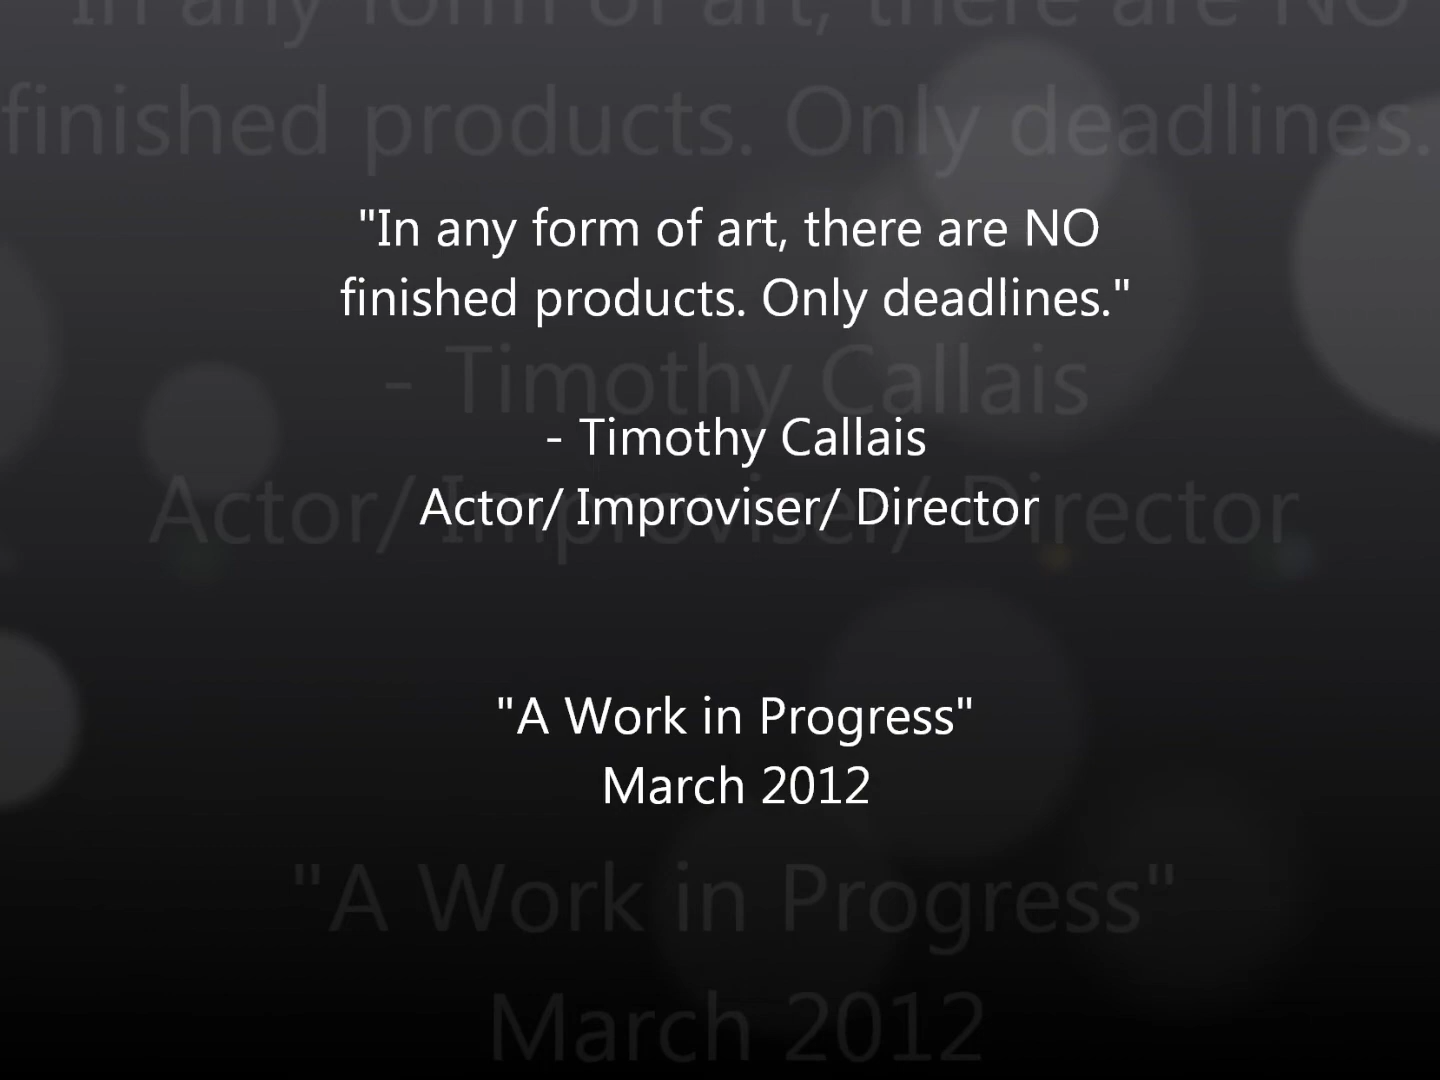 "In any form of art, there are NO
finished products. Only deadlines."
- Timothy Callais
Actor/ Improviser/ Director
"A Work in Progress"
March 2012